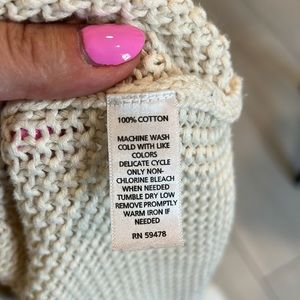 100% COTTON
MACHINE WASH
COLD WITH LIKE
COLORS
DELICATE CYCLE
ONLY NON-
CHLORINE BLEACH
WHEN NEEDED
TUMBLE DRY LOW
REMOVE PROMPTLY
WARM IRON IF
NEEDED
RN 59478